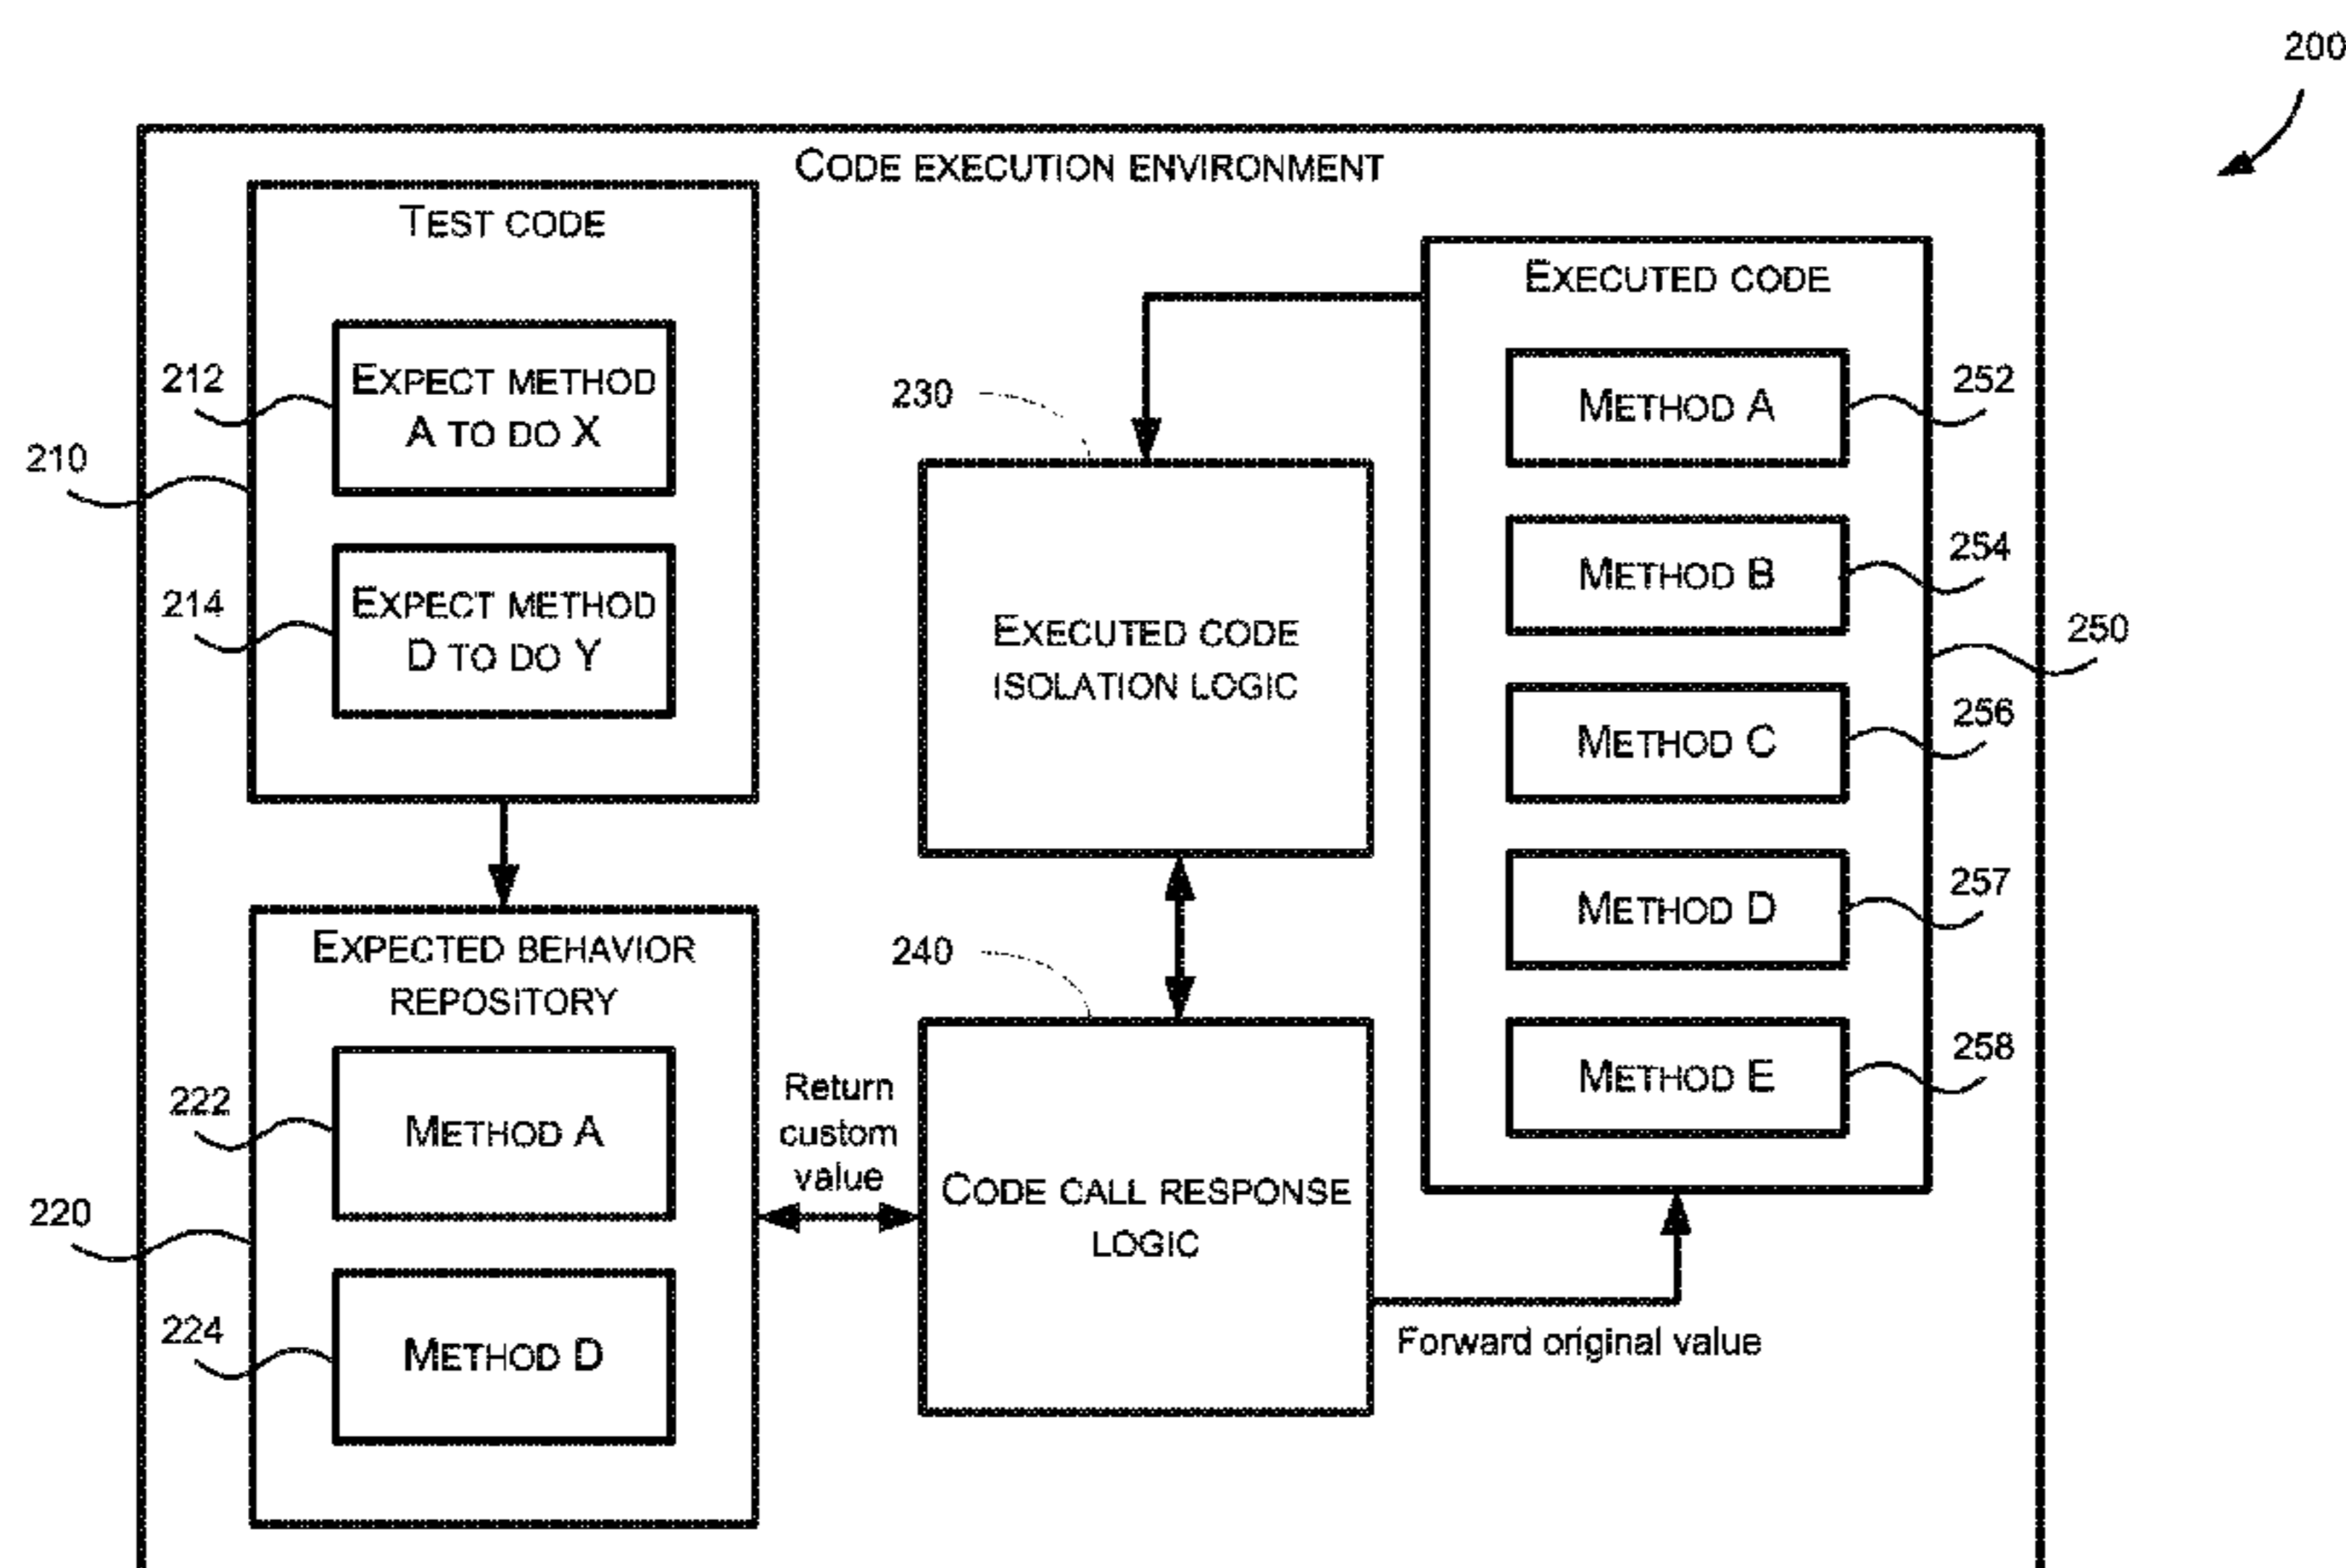 200
CODE EXECUTION ENVIRONMENT
TEST CODE
212
EXPECT METHOD
A TO DO X
210
214
EXPECT METHOD
D TO DO Y
EXPECTED BEHAVIOR
REPOSITORY
222
METHOD A
220
224
METHOD D
Return
custom
value
230
EXECUTED CODE
ISOLATION LOGIC
240
CODE CALL RESPONSE
LOGIC
Forward original value
EXECUTED CODE
METHOD A
252
METHOD B
254
250
METHOD C
256
METHOD D
257
METHOD E
258